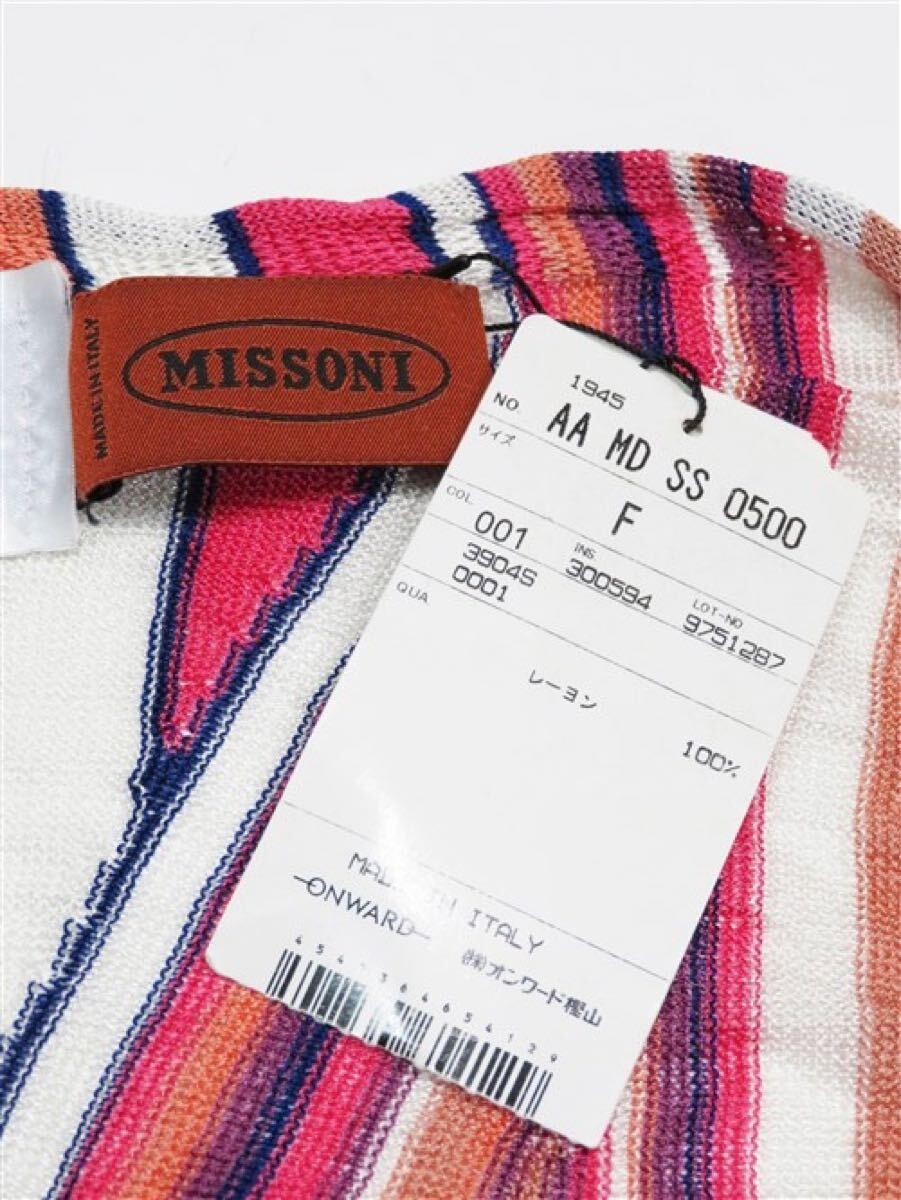 MISSONI
MADE IN ITALY
1945
NO. AA MD SS 0500
サイズ F
COL 001 INS 300594 LOT-NO 9751287
3904S
0001
QUA
レーヨン
100%
MADE IN ITALY
ONWARD
㈱オンワード樫山